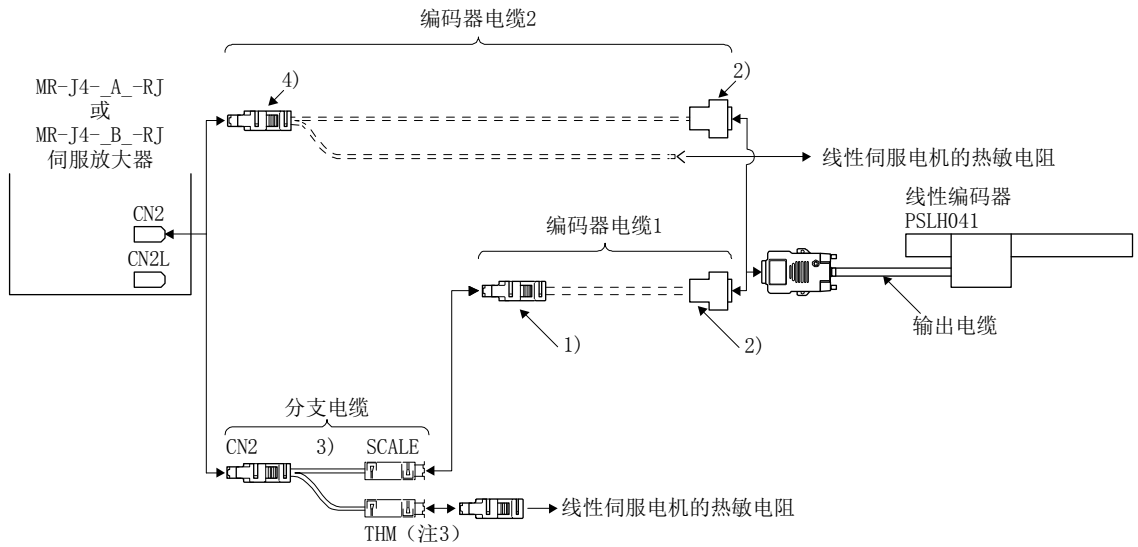 编码器电缆2
MR-J4-_A_-RJ
或
MR-J4-_B_-RJ
伺服放大器
4)
2)
线性伺服电机的热敏电阻
CN2
CN2L
编码器电缆1
线性编码器
PSLH041
1)
2)
输出电缆
分支电缆
CN2
3)
SCALE
线性伺服电机的热敏电阻
THM（注3）